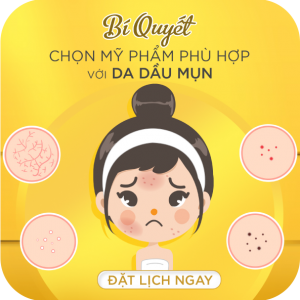 Bí Quyết
CHỌN MỸ PHẨM PHÙ HỢP
VỚI DA DẦU MỤN
ĐẶT LỊCH NGAY